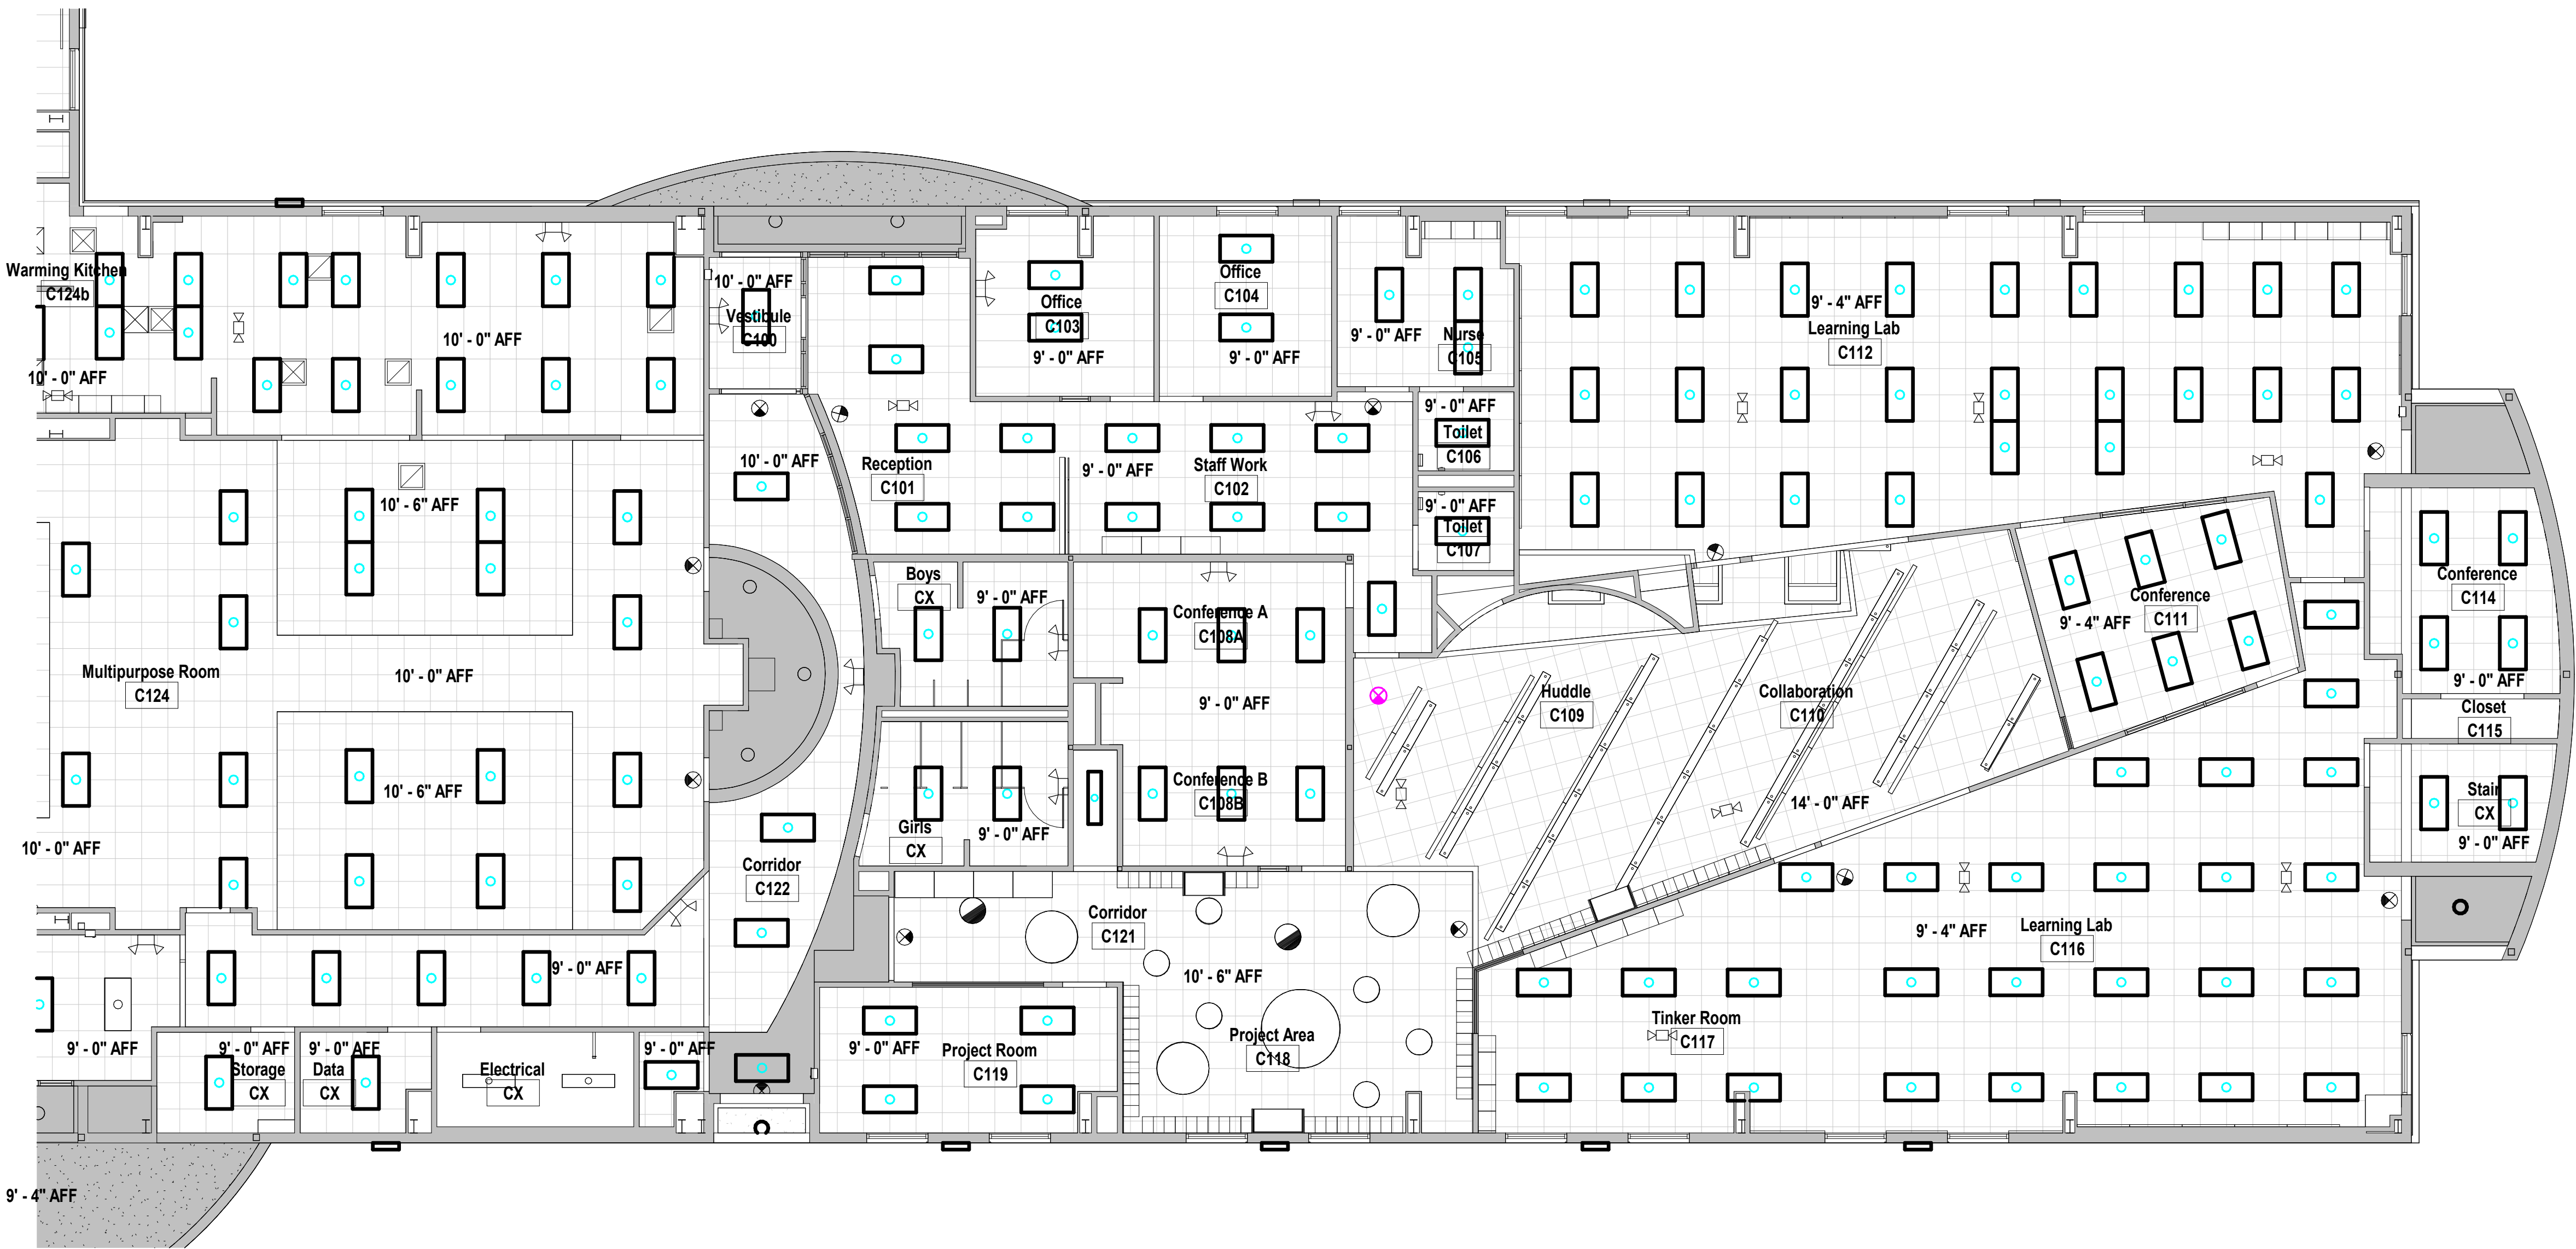 Warming Kitchen
C124b
10' - 0" AFF
10' - 0" AFF
10' - 0" AFF
Vestibule
C100
Office
C103
9' - 0" AFF
Office
C104
9' - 0" AFF
9' - 0" AFF
Nurse
C105
9' - 4" AFF
Learning Lab
C112
9' - 0" AFF
Toilet
C106
9' - 0" AFF
Toilet
C107
10' - 0" AFF
Reception
C101
9' - 0" AFF
Staff Work
C102
10' - 6" AFF
Multipurpose Room
C124
10' - 0" AFF
10' - 6" AFF
10' - 0" AFF
Boys
CX
9' - 0" AFF
Conference A
C108A
9' - 0" AFF
Conference B
C108B
Girls
CX
9' - 0" AFF
Huddle
C109
Collaboration
C110
14' - 0" AFF
Conference
C111
9' - 4" AFF
Conference
C114
9' - 0" AFF
Closet
C115
Stair
CX
9' - 0" AFF
Corridor
C122
Corridor
C121
10' - 6" AFF
Project Area
C118
9' - 4" AFF
Learning Lab
C116
Tinker Room
C117
9' - 0" AFF
9' - 0" AFF
9' - 0" AFF
Storage
CX
9' - 0" AFF
Data
CX
Electrical
CX
9' - 0" AFF
9' - 0" AFF
Project Room
C119
9' - 4" AFF